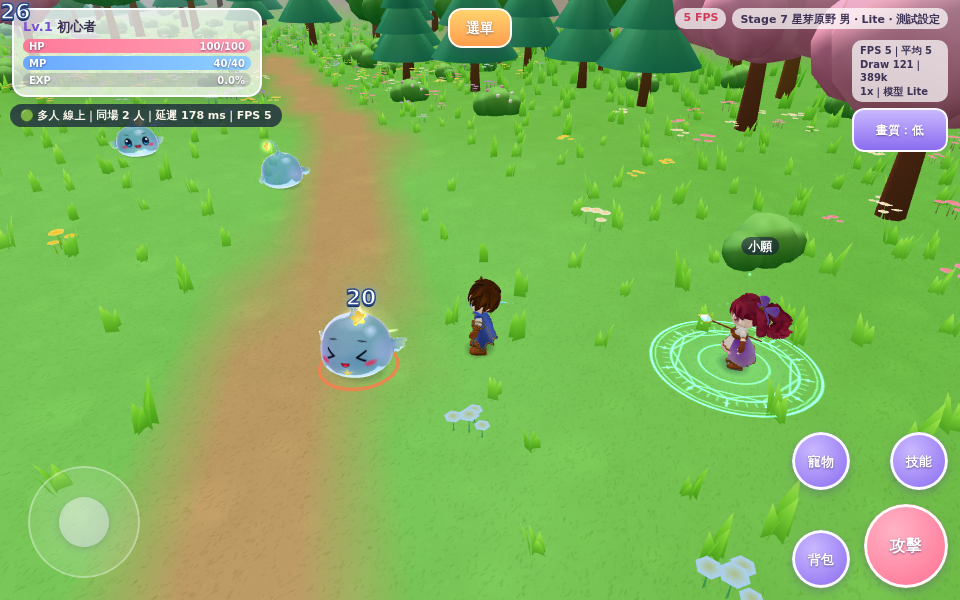 26
Lv.1 初心者
HP 100/100
MP 40/40
EXP 0.0%
多人 線上 | 同場 2 人 | 延遲 178 ms | FPS 5
選單
5 FPS
Stage 7 星芽原野 男・Lite・測試設定
FPS 5 | 平均 5
Draw 121 |
389k
1x | 模型 Lite
畫質：低
小願
20
寵物
技能
背包
攻擊